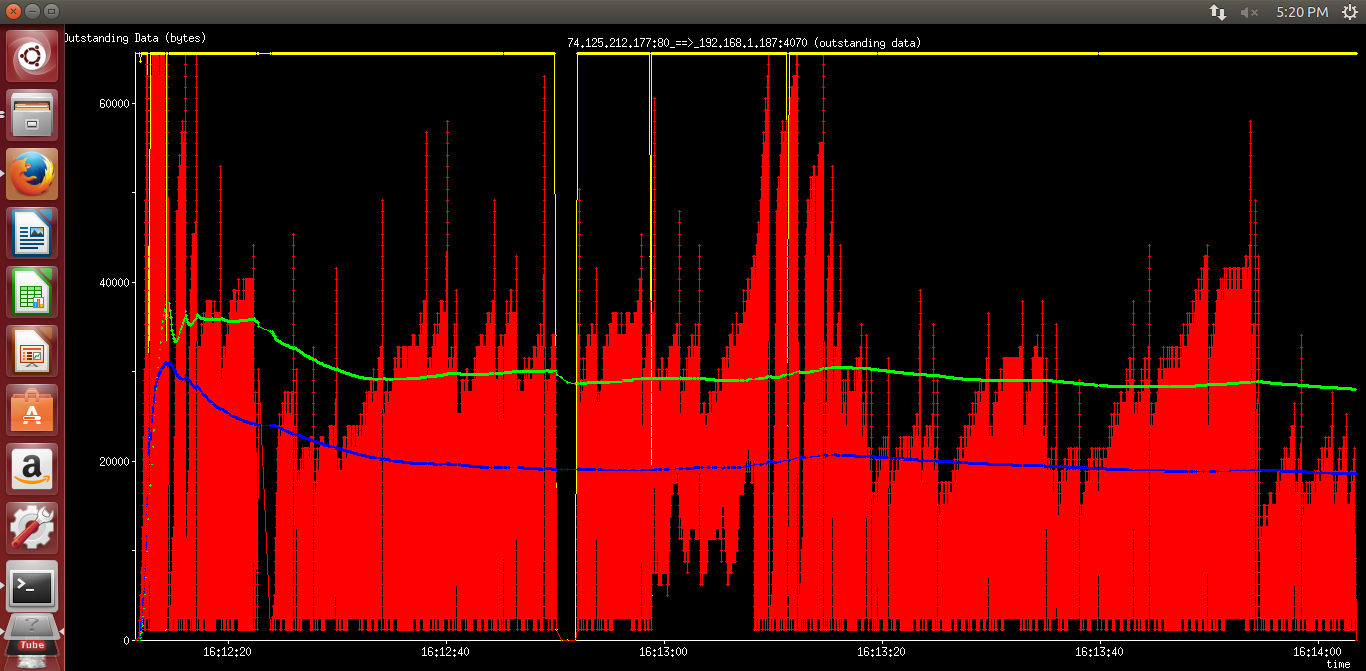 5:20 PM
Outstanding Data (bytes)
74.125.212.177:80_==>_192.168.1.187:4070 (outstanding data)
60000
40000
20000
0
16:12:20
16:12:40
16:13:00
16:13:20
16:13:40
16:14:00
time
A
a
>_
?
Tube